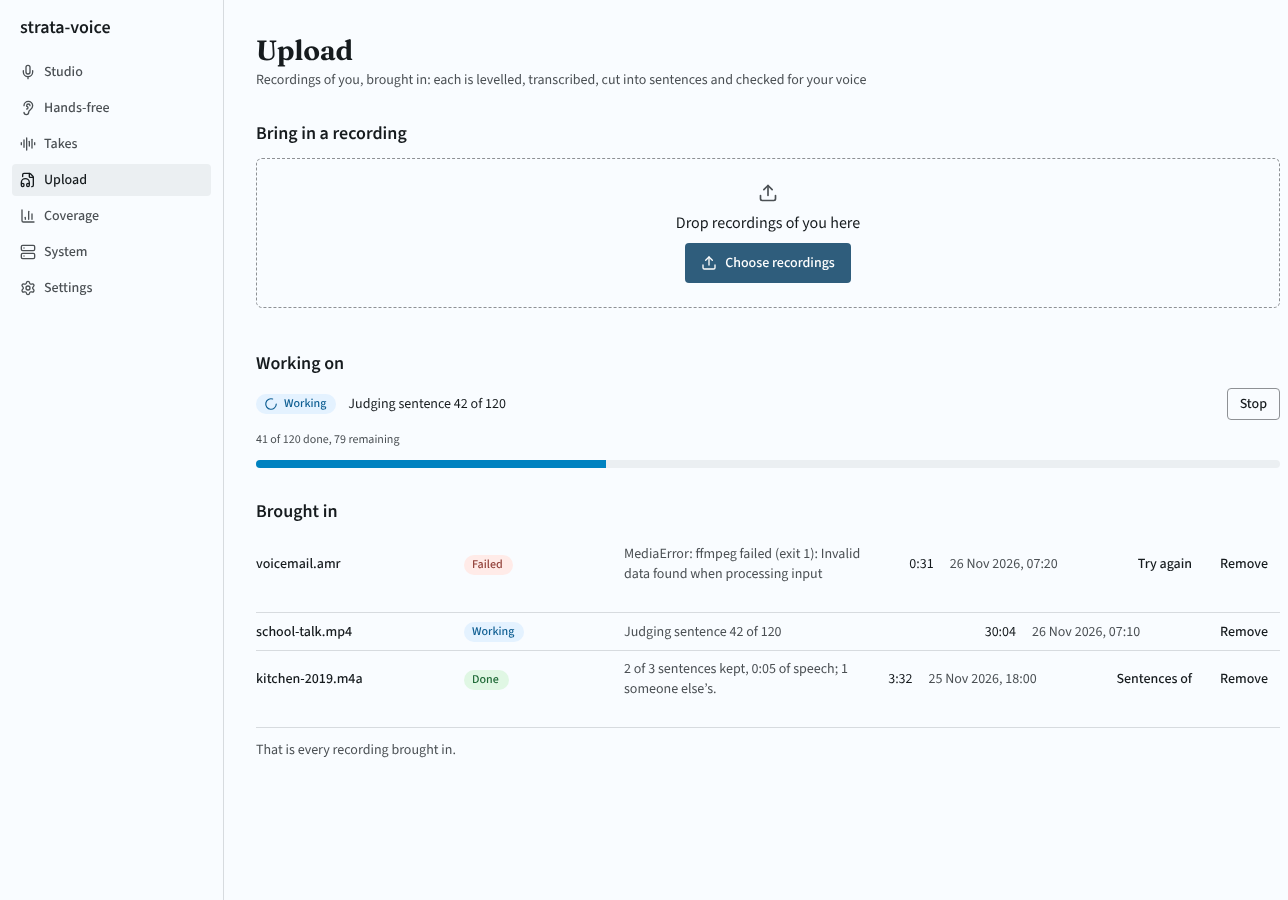 strata-voice
Studio
Hands-free
Takes
Upload
Coverage
System
Settings
Upload
Recordings of you, brought in: each is levelled, transcribed, cut into sentences and checked for your voice
Bring in a recording
Drop recordings of you here
Choose recordings
Working on
Working Judging sentence 42 of 120 Stop
41 of 120 done, 79 remaining
Brought in
voicemail.amr Failed MediaError: ffmpeg failed (exit 1): Invalid
data found when processing input 0:31 26 Nov 2026, 07:20 Try again Remove
school-talk.mp4 Working Judging sentence 42 of 120 30:04 26 Nov 2026, 07:10 Remove
kitchen-2019.m4a Done 2 of 3 sentences kept, 0:05 of speech; 1
someone else’s. 3:32 25 Nov 2026, 18:00 Sentences of Remove
That is every recording brought in.